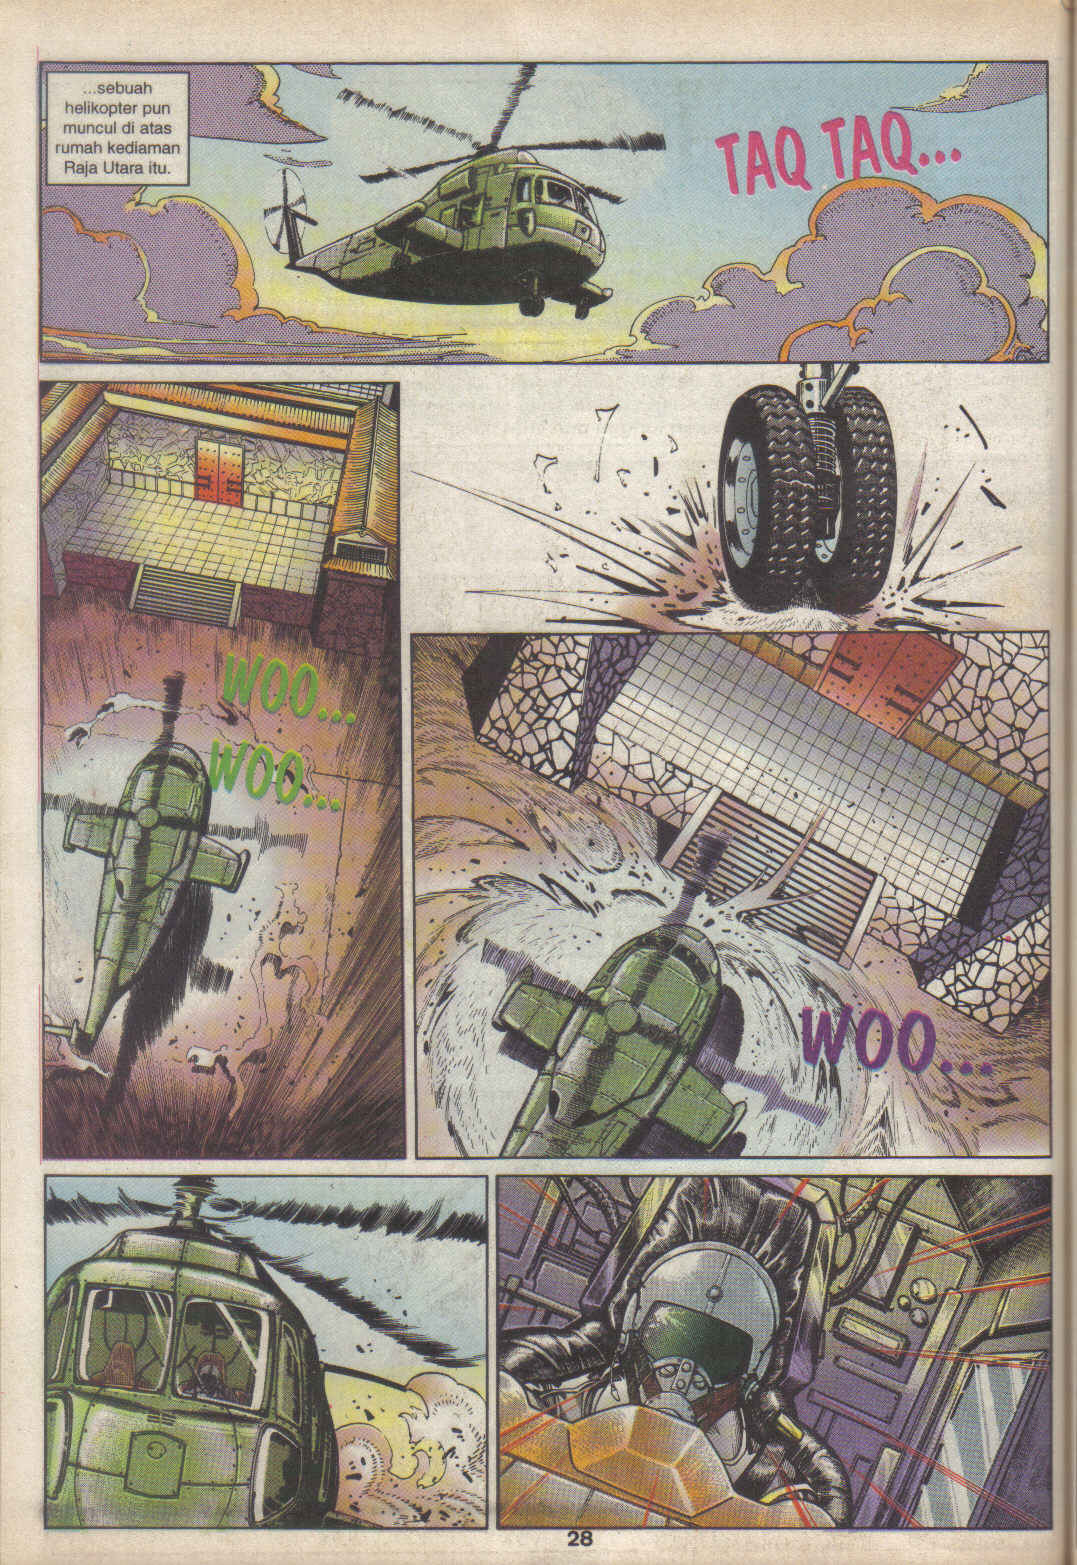 ...sebuah
helikopter pun
muncul di atas
rumah kediaman
Raja Utara itu.
TAQ TAQ...
WOO...
WOO...
WOO...
28